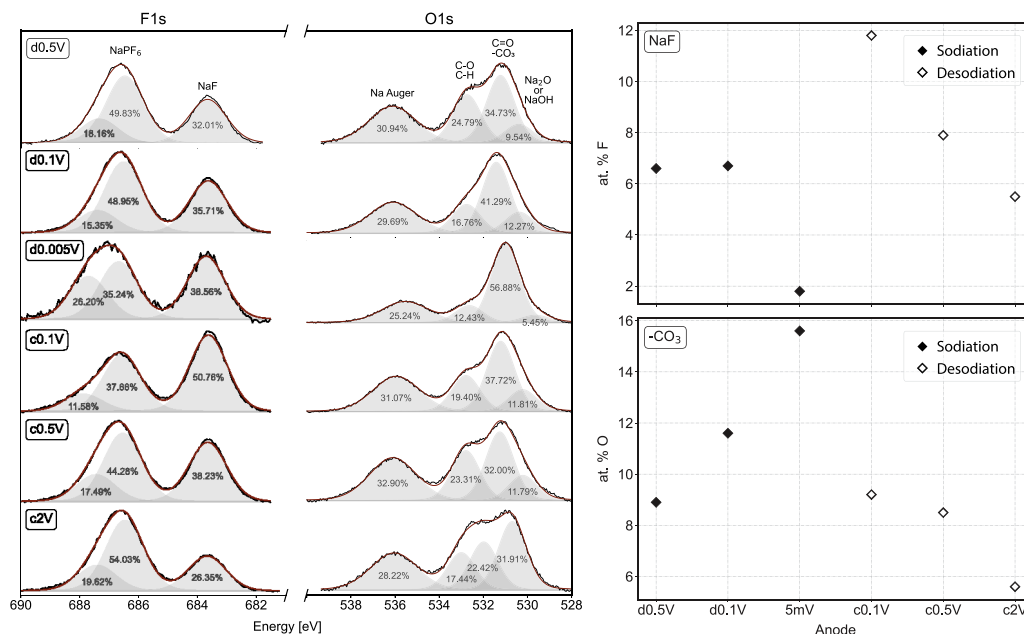 F1s
O1s
d0.5V
NaPF6
NaF
49.83%
18.16%
32.01%
Na Auger
C-O
C-H
C=O
-CO3
Na2O
or
NaOH
30.94%
24.79%
34.73%
9.54%
d0.1V
48.95%
15.35%
35.71%
29.69%
16.76%
41.29%
12.27%
d0.005V
26.20%
35.24%
38.56%
25.24%
12.43%
56.88%
5.45%
c0.1V
37.66%
11.58%
50.76%
31.07%
19.40%
37.72%
11.81%
c0.5V
44.28%
17.49%
38.23%
32.90%
23.31%
32.00%
11.79%
c2V
54.03%
19.62%
26.35%
28.22%
17.44%
22.42%
31.91%
690 688 686 684 682 538 536 534 532 530 528
Energy [eV]
NaF
Sodiation
Desodiation
12
10
8
6
4
2
at. % F
-CO3
Sodiation
Desodiation
16
14
12
10
8
6
at. % O
d0.5V d0.1V 5mV c0.1V c0.5V c2V
Anode